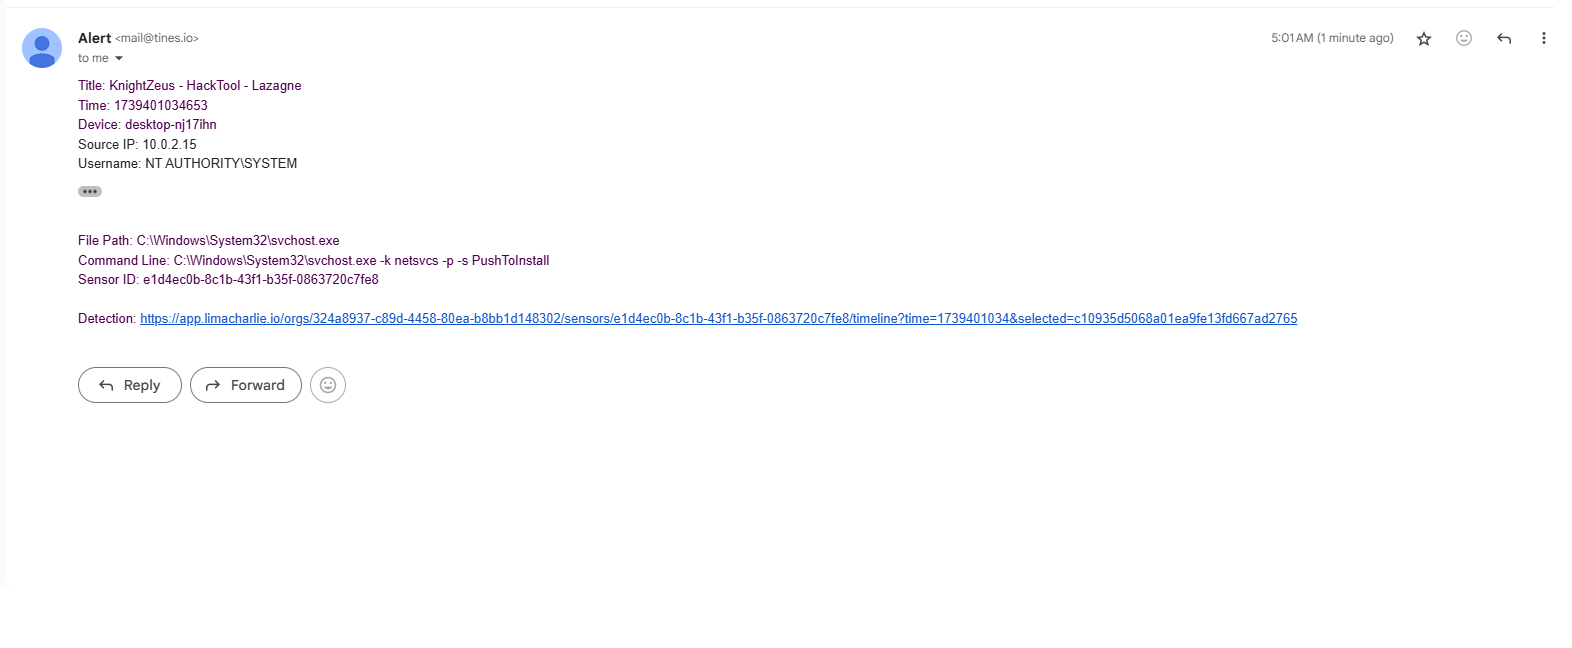 Alert <mail@tines.io>
5:01 AM (1 minute ago)
to me
Title: KnightZeus - HackTool - Lazagne
Time: 1739401034653
Device: desktop-nj17ihn
Source IP: 10.0.2.15
Username: NT AUTHORITY\SYSTEM
File Path: C:\Windows\System32\svchost.exe
Command Line: C:\Windows\System32\svchost.exe -k netsvcs -p -s PushToInstall
Sensor ID: e1d4ec0b-8c1b-43f1-b35f-0863720c7fe8
Detection: https://app.limacharlie.io/orgs/324a8937-c89d-4458-80ea-b8bb1d148302/sensors/e1d4ec0b-8c1b-43f1-b35f-0863720c7fe8/timeline?time=1739401034&selected=c10935d5068a01ea9fe13fd667ad2765
Reply
Forward